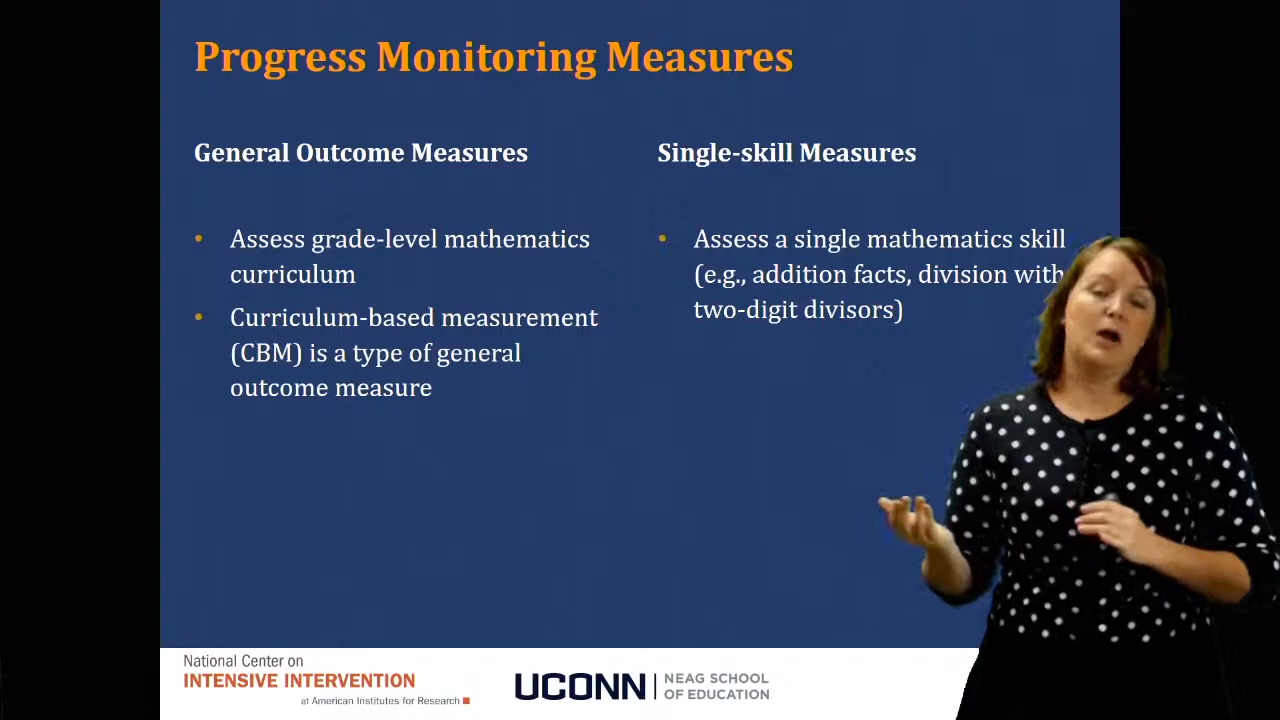 Progress Monitoring Measures
General Outcome Measures
• Assess grade-level mathematics
curriculum
• Curriculum-based measurement
(CBM) is a type of general
outcome measure
Single-skill Measures
• Assess a single mathematics skill
(e.g., addition facts, division with
two-digit divisors)
National Center on
INTENSIVE INTERVENTION
at American Institutes for Research
UCONN
NEAG SCHOOL
OF EDUCATION